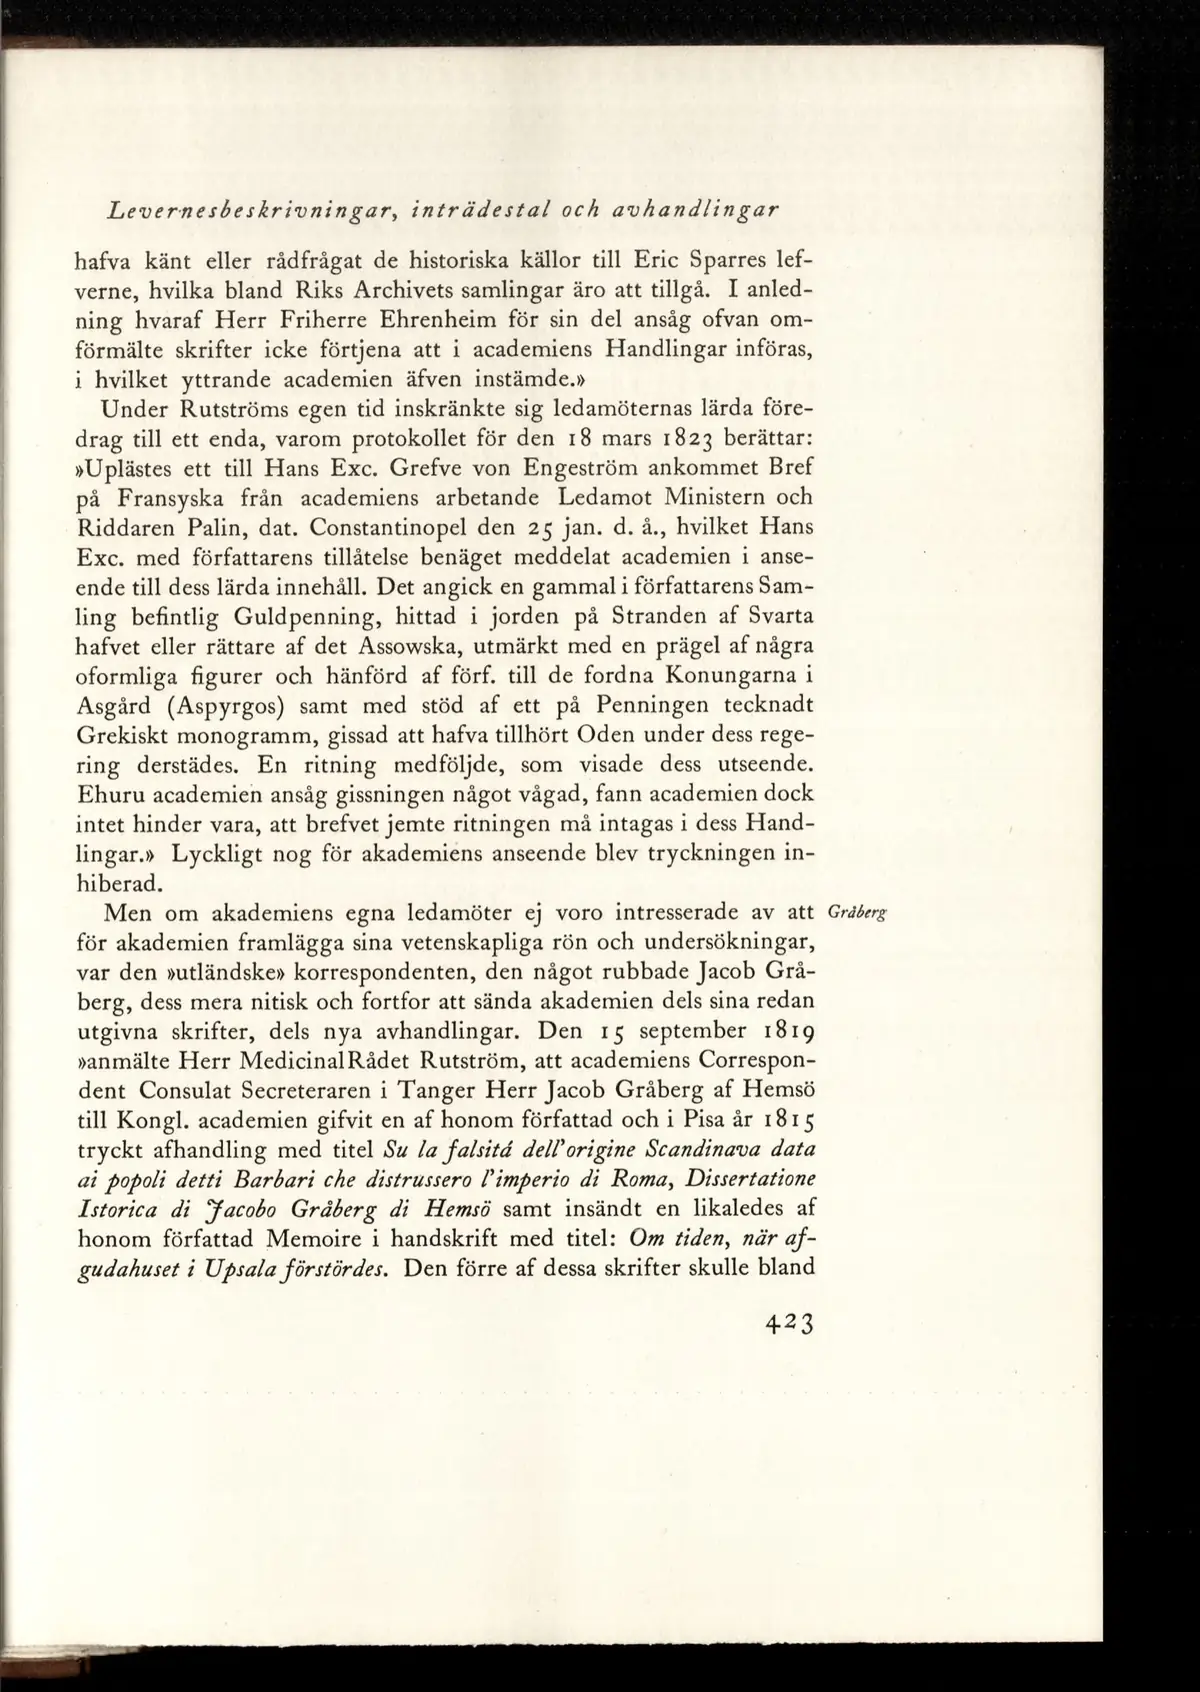 Levernesbeskrivningar, inträdestal och avhandlingar
hafva känt eller rådfrågat de historiska källor till Eric Sparres lef-
verne, hvilka bland Riks Archivets samlingar äro att tillgå. I anled-
ning hvaraf Herr Friherre Ehrenheim för sin del ansåg ofvan om-
förmälte skrifter icke förtjena att i academiens Handlingar införas,
i hvilket yttrande academien äfven instämde.»
Under Rutströms egen tid inskränkte sig ledamöternas lärda före-
drag till ett enda, varom protokollet för den 18 mars 1823 berättar:
»Uplästes ett till Hans Exc. Grefve von Engeström ankommet Bref
på Fransyska från academiens arbetande Ledamot Ministern och
Riddaren Palin, dat. Constantinopel den 25 jan. d. å., hvilket Hans
Exc. med författarens tillåtelse benäget meddelat academien i anse-
ende till dess lärda innehåll. Det angick en gammal i författarens Sam-
ling befintlig Guldpenning, hittad i jorden på Stranden af Svarta
hafvet eller rättare af det Assowska, utmärkt med en prägel af några
oformliga figurer och hänförd af förf. till de fordna Konungarna i
Asgård (Aspyrgos) samt med stöd af ett på Penningen tecknadt
Grekiskt monogramm, gissad att hafva tillhört Oden under dess rege-
ring derstädes. En ritning medföljde, som visade dess utseende.
Ehuru academien ansåg gissningen något vågad, fann academien dock
intet hinder vara, att brefvet jemte ritningen må intagas i dess Hand-
lingar.» Lyckligt nog för akademiens anseende blev tryckningen in-
hiberad.
Men om akademiens egna ledamöter ej voro intresserade av att Gråberg
för akademien framlägga sina vetenskapliga rön och undersökningar,
var den »utländske» korrespondenten, den något rubbade Jacob Grå-
berg, dess mera nitisk och fortfor att sända akademien dels sina redan
utgivna skrifter, dels nya avhandlingar. Den 15 september 1819
»anmälte Herr MedicinalRådet Rutström, att academiens Correspon-
dent Consulat Secreteraren i Tanger Herr Jacob Gråberg af Hemsö
till Kongl. academien gifvit en af honom författad och i Pisa år 1815
tryckt afhandling med titel Su la falsitá dell'origine Scandinava data
ai popoli detti Barbari che distrussero l'imperio di Roma, Dissertatione
Istorica di Jacobo Gråberg di Hemsö samt insändt en likaledes af
honom författad Memoire i handskrift med titel: Om tiden, när af-
gudahuset i Upsala förstördes. Den förre af dessa skrifter skulle bland
423